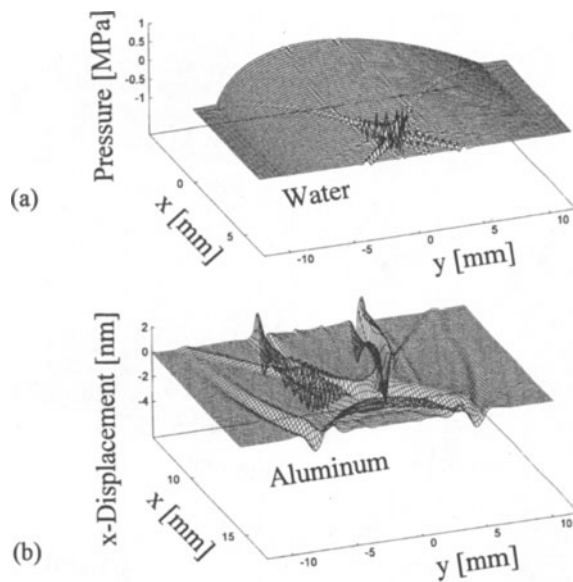 Pressure [MPa]
1
0.5
0
-0.5
-1
0
5
x [mm]
Water
-10
-5
0
5
10
y [mm]
(a)
x-Displacement [nm]
2
0
-2
-4
10
15
x [mm]
Aluminum
-10
-5
0
5
10
y [mm]
(b)